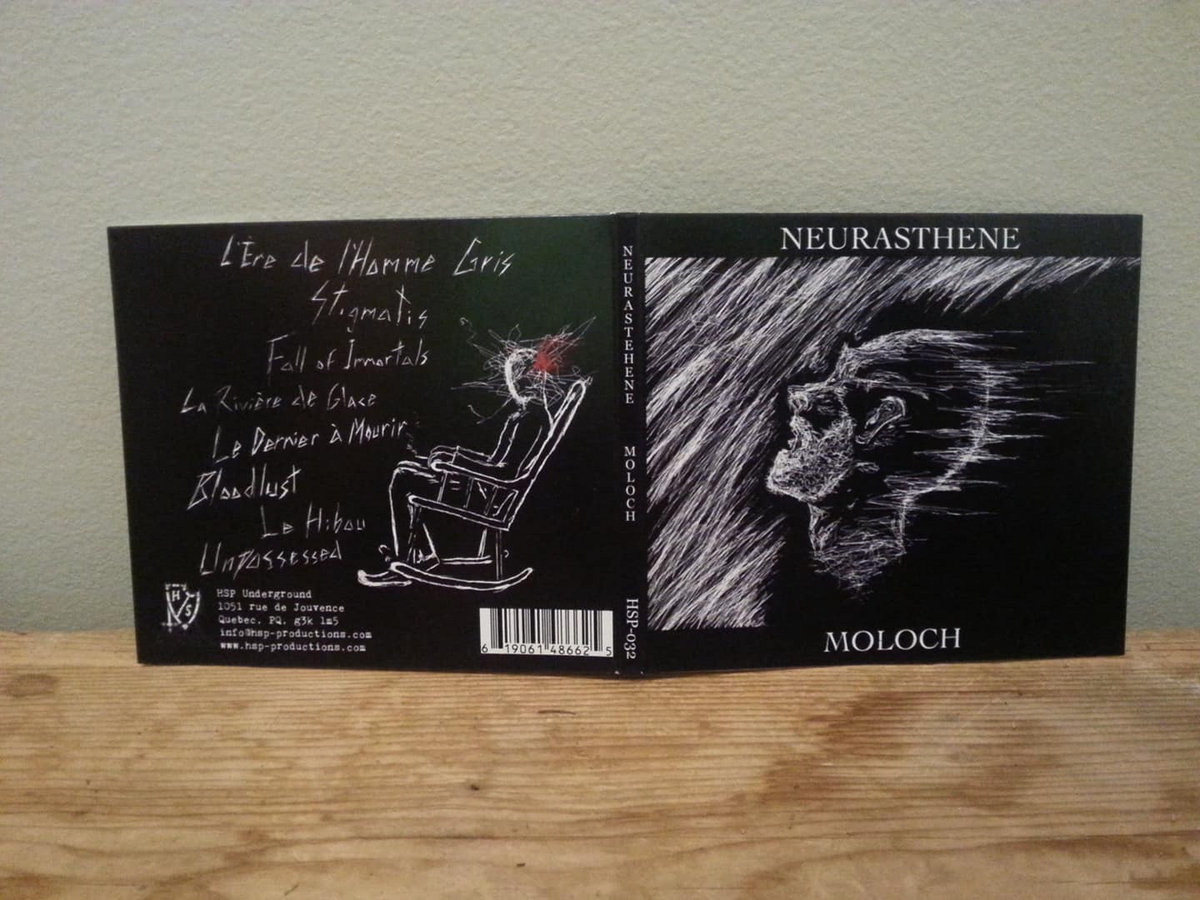 L'Ère de l'Homme Gris
Stigmatis
Fall of Immortals
La Rivière de Glace
Le Dernier à Mourir
Bloodlust
Le Hibou
Unpossessed
HSP Underground
1051 rue de Jouvence
Quebec, PQ, g3k 1m5
info@hsp-productions.com
www.hsp-productions.com
HS
6 19061 48662 5
NEURASTEHENE MOLOCH HSP-032
NEURASTHENE
MOLOCH